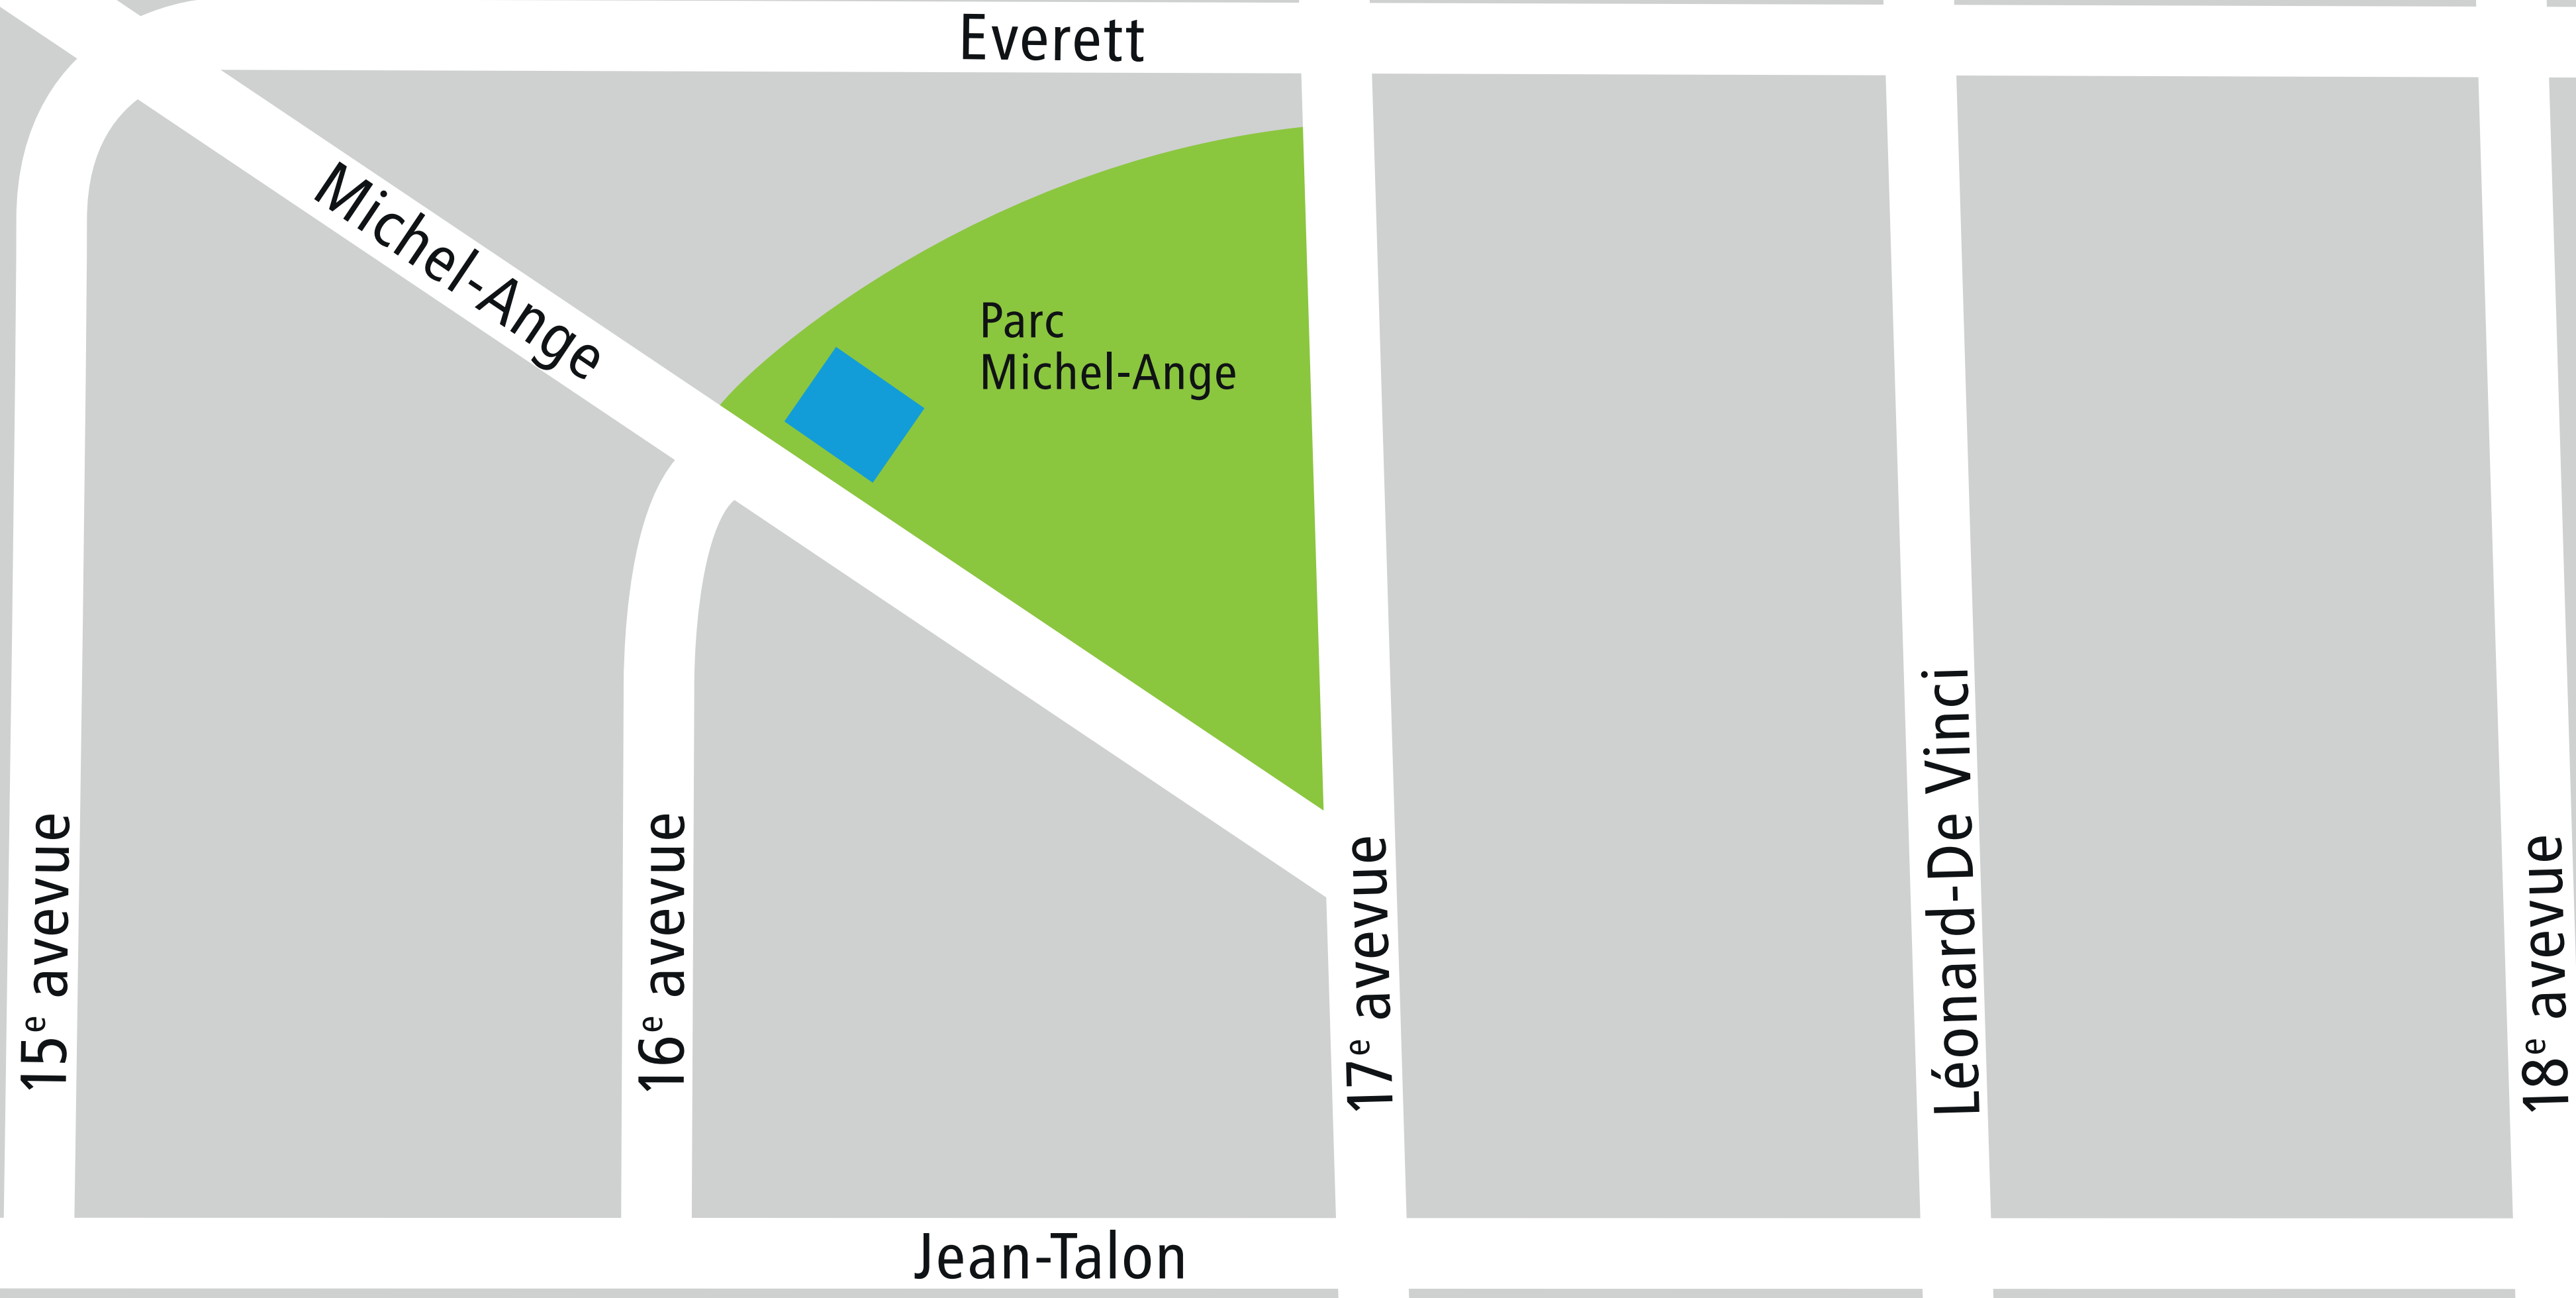 Everett
Michel-Ange
Parc
Michel-Ange
15e avevue
16e avevue
17e avevue
Léonard-De Vinci
18e avevue
Jean-Talon